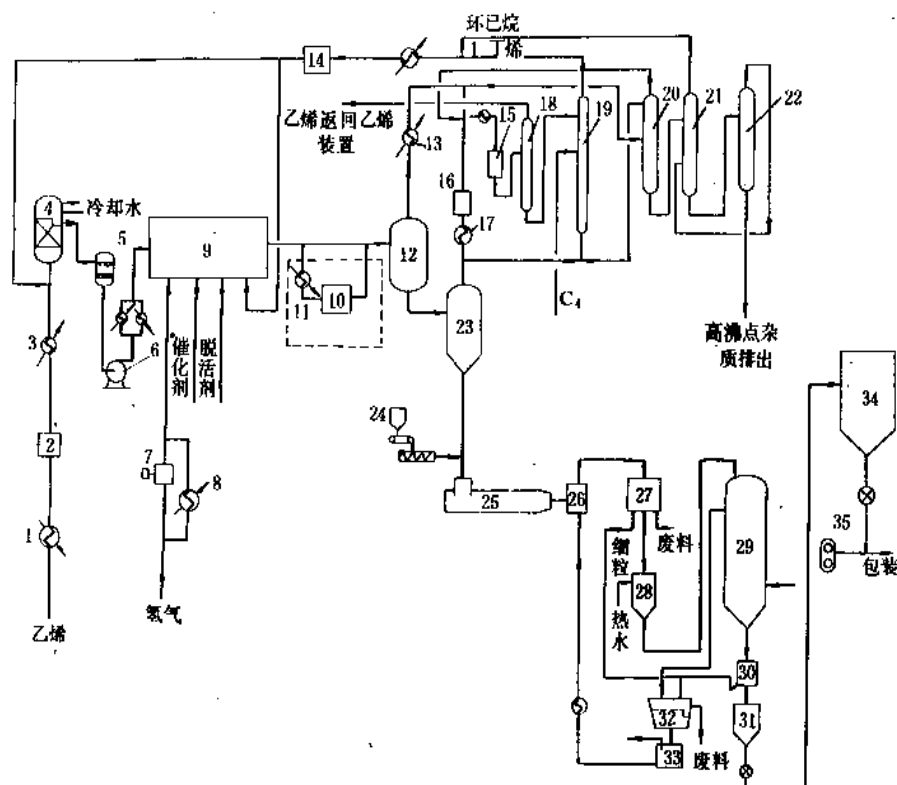 环已烷
1-丁烯
14
乙烯返回乙烯
装置
13
15
18
19
20
21
22
16
17
4
冷却水
5
9
12
10
11
23
C₄
高沸点杂
质排出
3
6
催化剂
脱活剂
2
7
8
1
24
25
26
27
细粒
废料
28
热水
29
34
35
包装
乙烯
氢气
30
31
32
33
废料